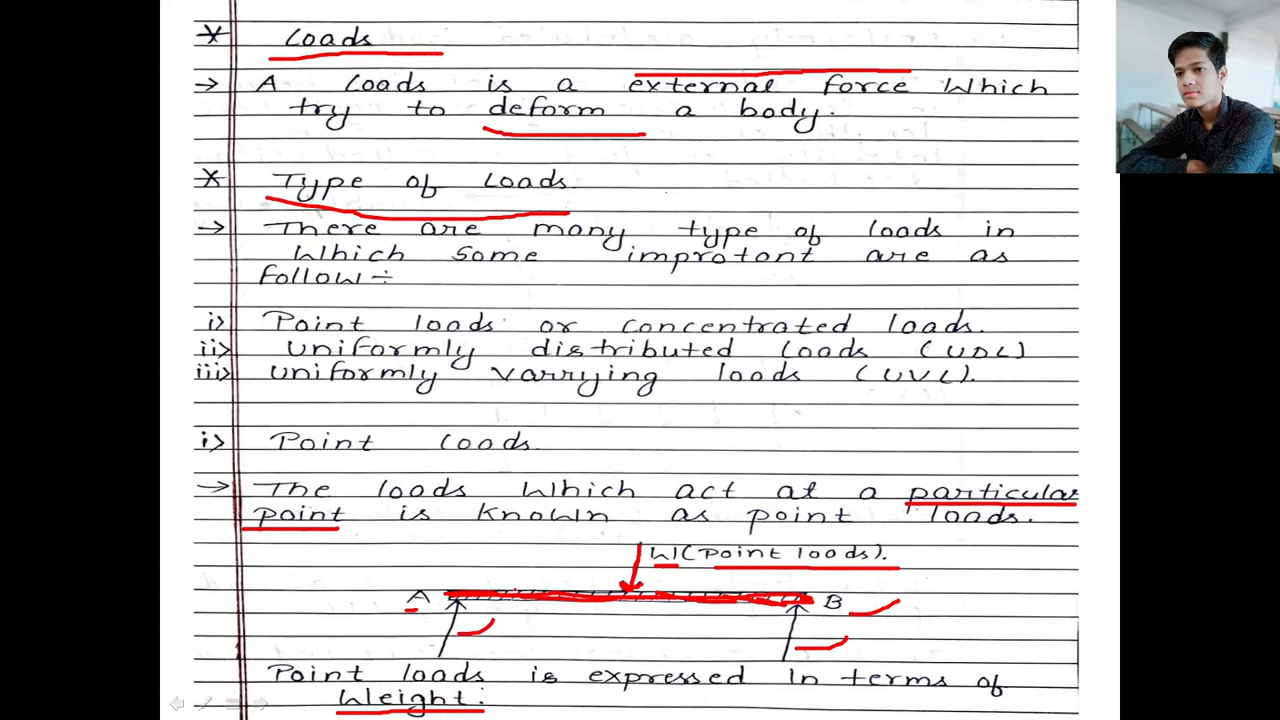 * Loads
→ A loads is a external force which
try to deform a body.
* Type of loads
→ There are many type of loads in
which some improtant are as
follow ÷
i> Point loads or concentrated loads.
ii> uniformly distributed loads (UDL)
iii> uniformly varrying loads (UVL).
i> Point loads
→ The loads which act at a particular
point is known as point loads.
W1(point loads).
A B
Point loads is expressed in terms of
weight.